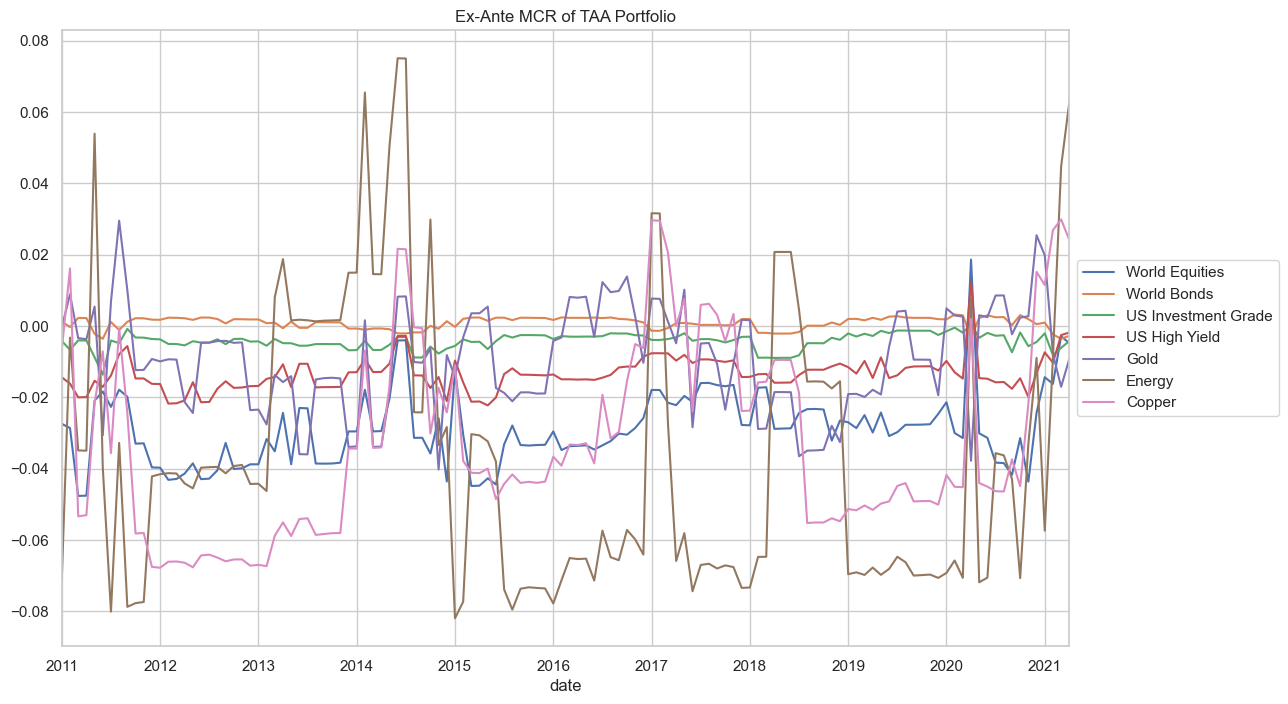 Ex-Ante MCR of TAA Portfolio
0.08
0.06
0.04
0.02
0.00
−0.02
−0.04
−0.06
−0.08
2011 2012 2013 2014 2015 2016 2017 2018 2019 2020 2021
date
World Equities
World Bonds
US Investment Grade
US High Yield
Gold
Energy
Copper